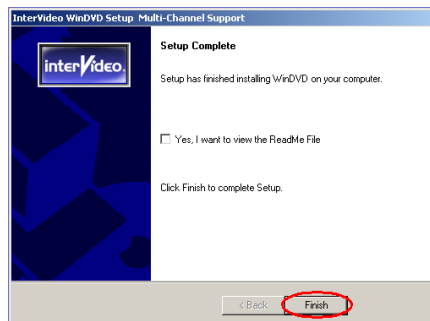 InterVideo WinDVD Setup Multi-Channel Support
interVideo.
Setup Complete
Setup has finished installing WinDVD on your computer.
Yes, I want to view the ReadMe File
Click Finish to complete Setup.
< Back
Finish